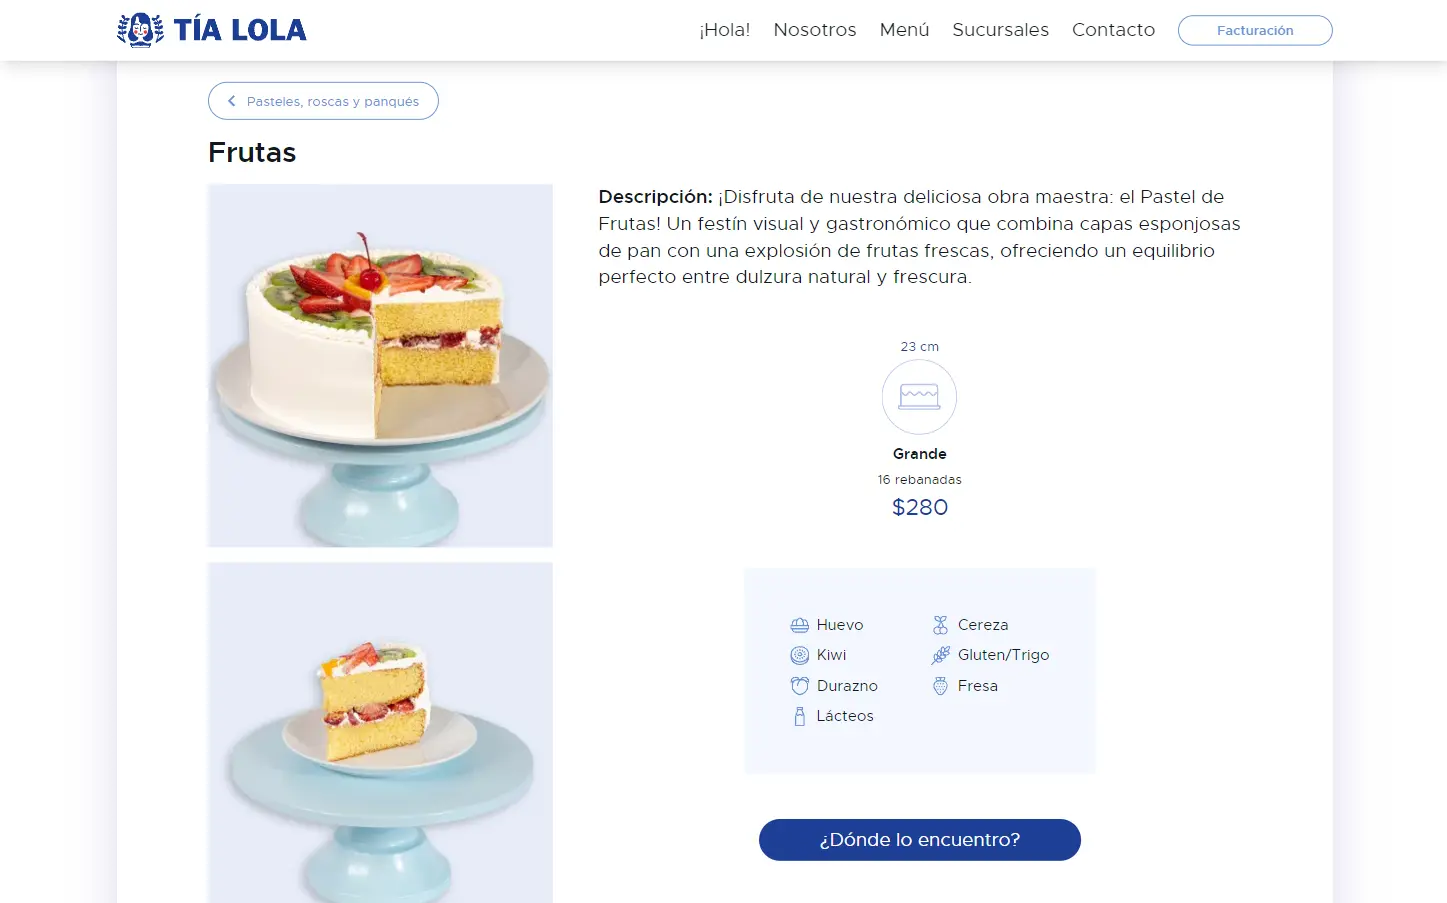 TÍA LOLA
¡Hola!
Nosotros
Menú
Sucursales
Contacto
Facturación
Pasteles, roscas y panqués
Frutas
Descripción: ¡Disfruta de nuestra deliciosa obra maestra: el Pastel de
Frutas! Un festín visual y gastronómico que combina capas esponjosas
de pan con una explosión de frutas frescas, ofreciendo un equilibrio
perfecto entre dulzura natural y frescura.
23 cm
Grande
16 rebanadas
$280
Huevo
Kiwi
Durazno
Lácteos
Cereza
Gluten/Trigo
Fresa
¿Dónde lo encuentro?